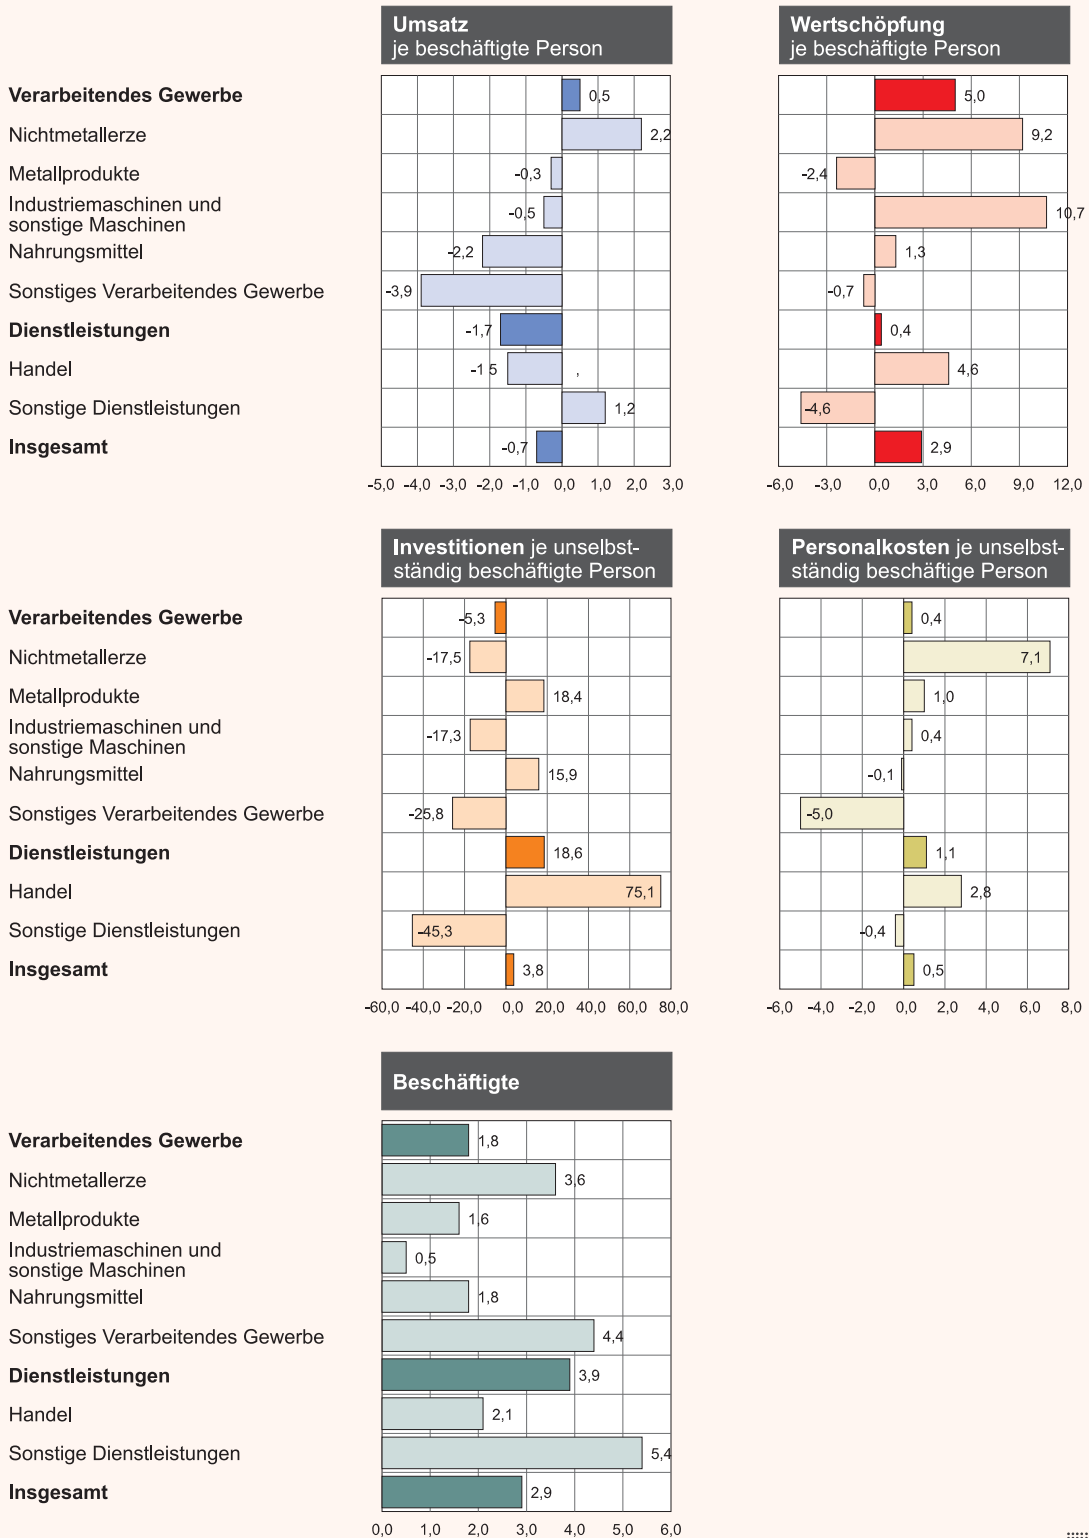 Umsatz
je beschäftigte Person
Wertschöpfung
je beschäftigte Person
Verarbeitendes Gewerbe 0,5 5,0
Nichtmetallerze 2,2 9,2
Metallprodukte -0,3 -2,4
Industriemaschinen und
sonstige Maschinen -0,5 10,7
Nahrungsmittel -2,2 1,3
Sonstiges Verarbeitendes Gewerbe -3,9 -0,7
Dienstleistungen -1,7 0,4
Handel -1 5 , 4,6
Sonstige Dienstleistungen 1,2 -4,6
Insgesamt -0,7 2,9
-5,0 -4,0 -3,0 -2,0 -1,0 0,0 1,0 2,0 3,0
-6,0 -3,0 0,0 3,0 6,0 9,0 12,0
Investitionen je unselbst-
ständig beschäftigte Person
Personalkosten je unselbst-
ständig beschäftige Person
Verarbeitendes Gewerbe -5,3 0,4
Nichtmetallerze -17,5 7,1
Metallprodukte 18,4 1,0
Industriemaschinen und
sonstige Maschinen -17,3 0,4
Nahrungsmittel 15,9 -0,1
Sonstiges Verarbeitendes Gewerbe -25,8 -5,0
Dienstleistungen 18,6 1,1
Handel 75,1 2,8
Sonstige Dienstleistungen -45,3 -0,4
Insgesamt 3,8 0,5
-60,0 -40,0 -20,0 0,0 20,0 40,0 60,0 80,0
-6,0 -4,0 -2,0 0,0 2,0 4,0 6,0 8,0
Beschäftigte
Verarbeitendes Gewerbe 1,8
Nichtmetallerze 3,6
Metallprodukte 1,6
Industriemaschinen und
sonstige Maschinen 0,5
Nahrungsmittel 1,8
Sonstiges Verarbeitendes Gewerbe 4,4
Dienstleistungen 3,9
Handel 2,1
Sonstige Dienstleistungen 5,4
Insgesamt 2,9
0,0 1,0 2,0 3,0 4,0 5,0 6,0